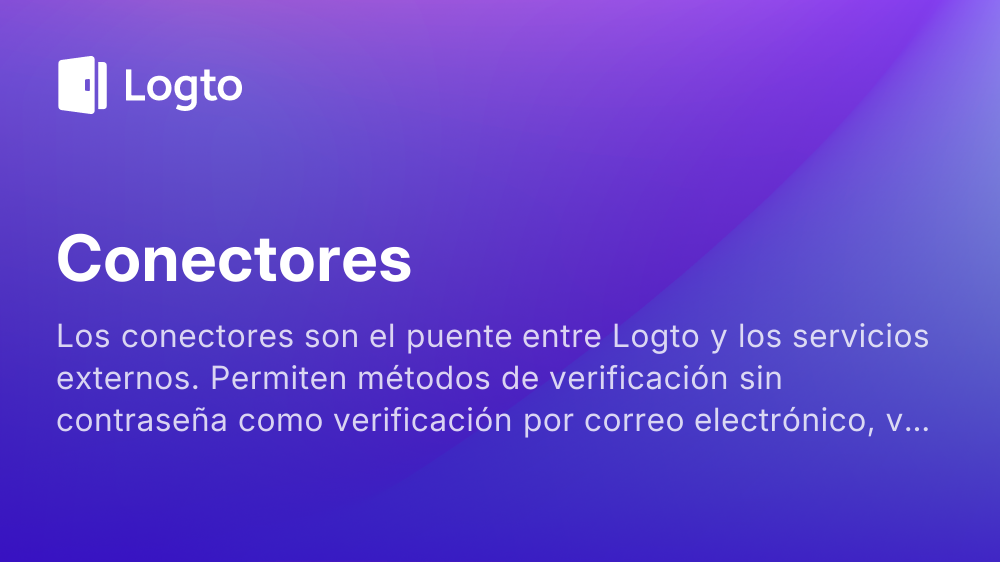 Logto
Conectores
Los conectores son el puente entre Logto y los servicios
externos. Permiten métodos de verificación sin
contraseña como verificación por correo electrónico, v...